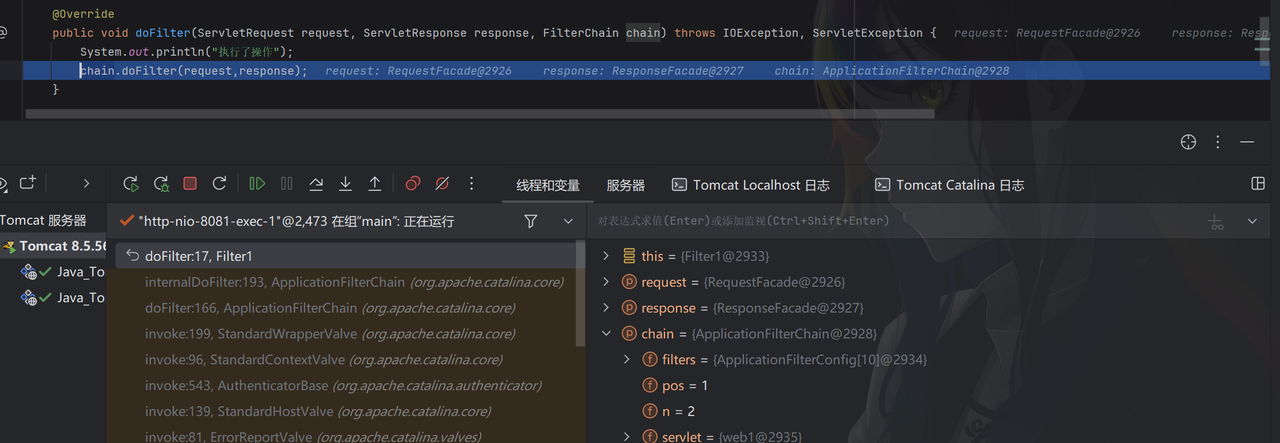 @Override
@
public void doFilter(ServletRequest request, ServletResponse response, FilterChain chain) throws IOException, ServletException {   request: RequestFacade@2926   response: Resp
System.out.println("执行了操作");
chain.doFilter(request,response);   request: RequestFacade@2926   response: ResponseFacade@2927   chain: ApplicationFilterChain@2928
}
线程和变量   服务器   Tomcat Localhost 日志   Tomcat Catalina 日志
Tomcat 服务器
Tomcat 8.5.56
Java_To
Java_To
"http-nio-8081-exec-1"@2,473 在组"main": 正在运行
doFilter:17, Filter1
internalDoFilter:193, ApplicationFilterChain (org.apache.catalina.core)
doFilter:166, ApplicationFilterChain (org.apache.catalina.core)
invoke:199, StandardWrapperValve (org.apache.catalina.core)
invoke:96, StandardContextValve (org.apache.catalina.core)
invoke:543, AuthenticatorBase (org.apache.catalina.authenticator)
invoke:139, StandardHostValve (org.apache.catalina.core)
invoke:81, ErrorReportValve (org.apache.catalina.valves)
对表达式求值(Enter)或添加监视(Ctrl+Shift+Enter)
this = {Filter1@2933}
request = {RequestFacade@2926}
response = {ResponseFacade@2927}
chain = {ApplicationFilterChain@2928}
filters = {ApplicationFilterConfig[10]@2934}
pos = 1
n = 2
servlet = {web1@2935}